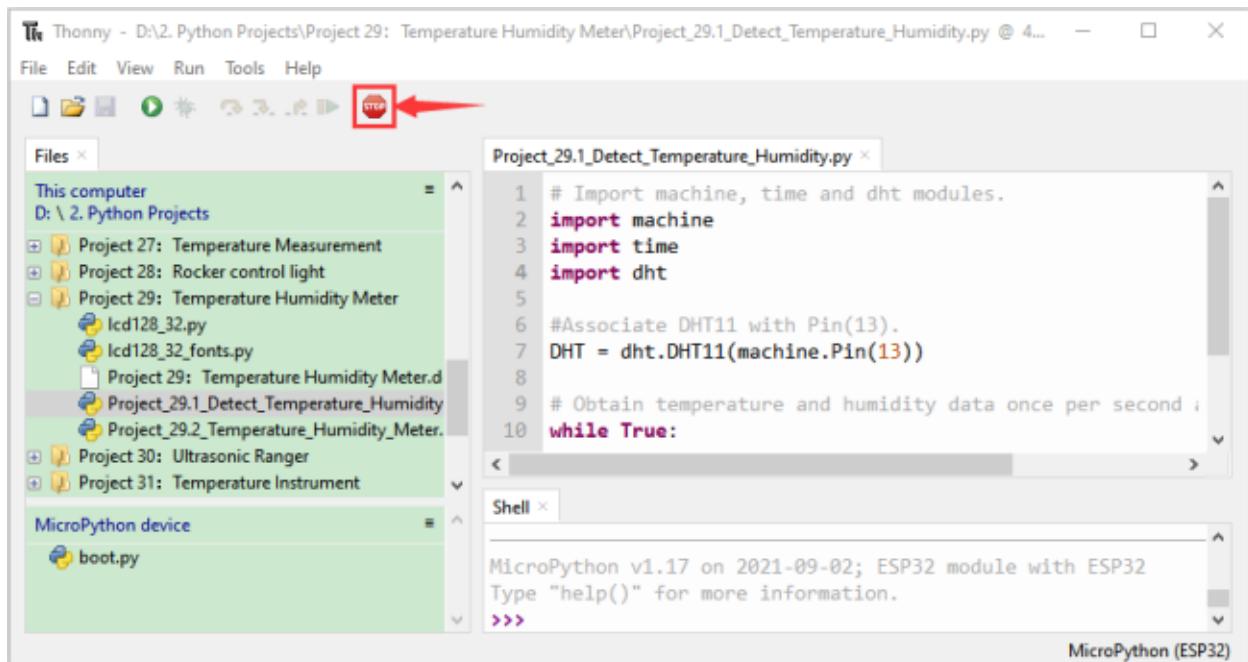 Thonny - D:\2. Python Projects\Project 29: Temperature Humidity Meter\Project_29.1_Detect_Temperature_Humidity.py @ 4...
File Edit View Run Tools Help
STOP
Files
This computer
D: \ 2. Python Projects
Project 27: Temperature Measurement
Project 28: Rocker control light
Project 29: Temperature Humidity Meter
lcd128_32.py
lcd128_32_fonts.py
Project 29: Temperature Humidity Meter.d
Project_29.1_Detect_Temperature_Humidity
Project_29.2_Temperature_Humidity_Meter.
Project 30: Ultrasonic Ranger
Project 31: Temperature Instrument
MicroPython device
boot.py
Project_29.1_Detect_Temperature_Humidity.py
1 # Import machine, time and dht modules.
2 import machine
3 import time
4 import dht
5
6 #Associate DHT11 with Pin(13).
7 DHT = dht.DHT11(machine.Pin(13))
8
9 # Obtain temperature and humidity data once per second
10 while True:
Shell
MicroPython v1.17 on 2021-09-02; ESP32 module with ESP32
Type "help()" for more information.
>>>
MicroPython (ESP32)